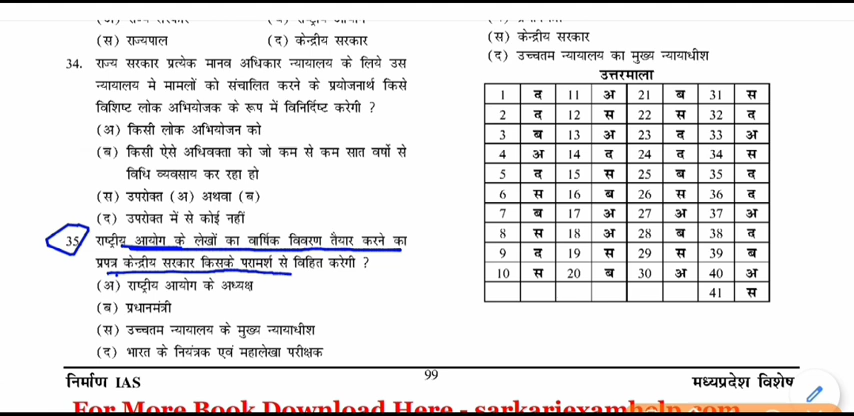 (स) राज्यपाल (द) केन्द्रीय सरकार
34. राज्य सरकार प्रत्येक मानव अधिकार न्यायालय के लिये उस
न्यायालय मे मामलों को संचालित करने के प्रयोजनार्थ किसे
विशिष्ट लोक अभियोजक के रूप में विनिर्दिष्ट करेगी ?
(अ) किसी लोक अभियोजन को
(ब) किसी ऐसे अधिवक्ता को जो कम से कम सात वर्षो से
विधि व्यवसाय कर रहा हो
(स) उपरोक्त (अ) अथवा (ब)
(द) उपरोक्त में से कोई नहीं
35. राष्ट्रीय आयोग के लेखों का वार्षिक विवरण तैयार करने का
प्रपत्र केन्द्रीय सरकार किसके परामर्श से विहित करेगी ?
(अ) राष्ट्रीय आयोग के अध्यक्ष
(ब) प्रधानमंत्री
(स) उच्चतम न्यायालय के मुख्य न्यायाधीश
(द) भारत के नियंत्रक एवं महालेखा परीक्षक
(स) केन्द्रीय सरकार
(द) उच्चतम न्यायालय का मुख्य न्यायाधीश
उत्तरमाला
1 द 11 अ 21 ब 31 स
2 द 12 स 22 स 32 द
3 ब 13 अ 23 द 33 अ
4 अ 14 द 24 द 34 स
5 द 15 स 25 ब 35 द
6 स 16 ब 26 स 36 द
7 ब 17 अ 27 अ 37 अ
8 स 18 अ 28 ब 38 द
9 द 19 स 29 स 39 ब
10 स 20 ब 30 अ 40 अ
41 स
निर्माण IAS 99 मध्यप्रदेश विशेष
For More Book Download Here - sarkariexamhelp.com